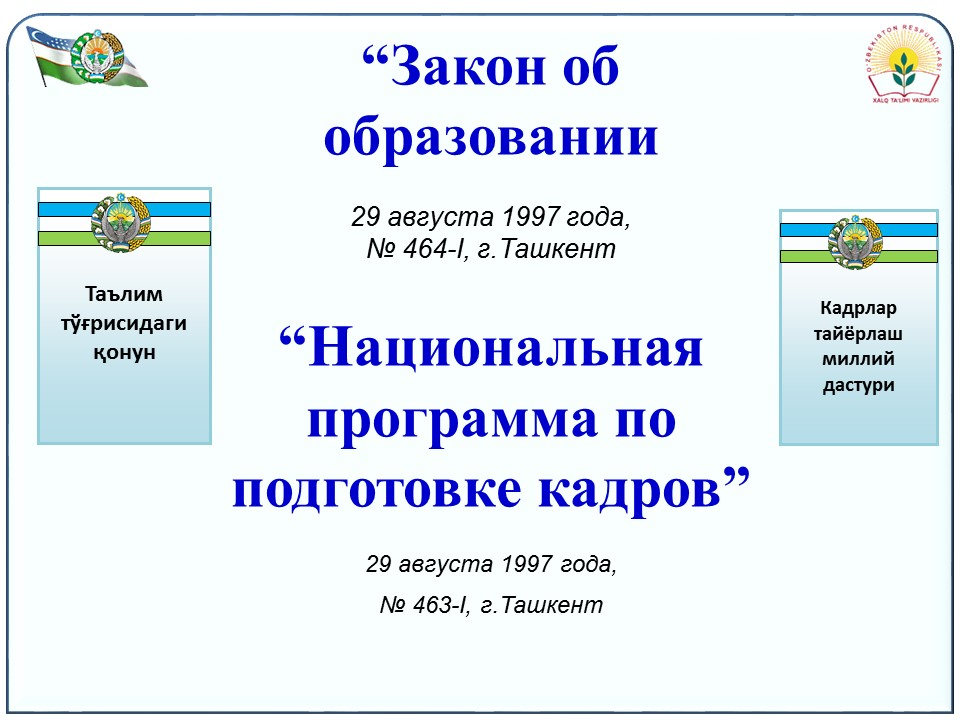 O'ZBEKISTON RESPUBLIKASI
XALQ TA'LIMI VAZIRLIGI
“Закон об
образовании
29 августа 1997 года,
№ 464-I, г.Ташкент
Таълим
тўғрисидаги
қонун
Кадрлар
тайёрлаш
миллий
дастури
“Национальная
программа по
подготовке кадров”
29 августа 1997 года,
№ 463-I, г.Ташкент